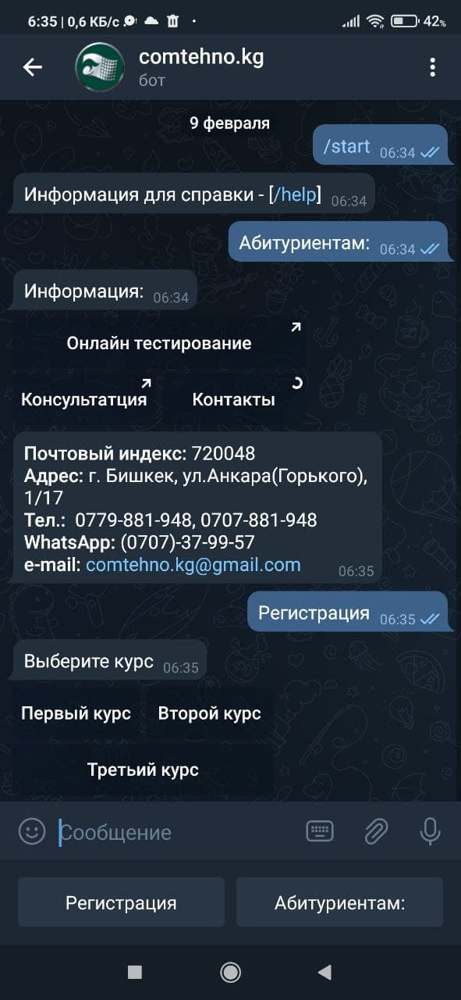 6:35 | 0,6 КБ/с
42%
comtehno.kg
бот
9 февраля
/start 06:34
Информация для справки - [/help] 06:34
Абитуриентам: 06:34
Информация: 06:34
Онлайн тестирование
Консультатция Контакты
Почтовый индекс: 720048
Адрес: г. Бишкек, ул.Анкара(Горького),
1/17
Тел.: 0779-881-948, 0707-881-948
WhatsApp: (0707)-37-99-57
e-mail: comtehno.kg@gmail.com 06:35
Регистрация 06:35
Выберите курс 06:35
Первый курс Второй курс
Третьий курс
Сообщение
Регистрация Абитуриентам: